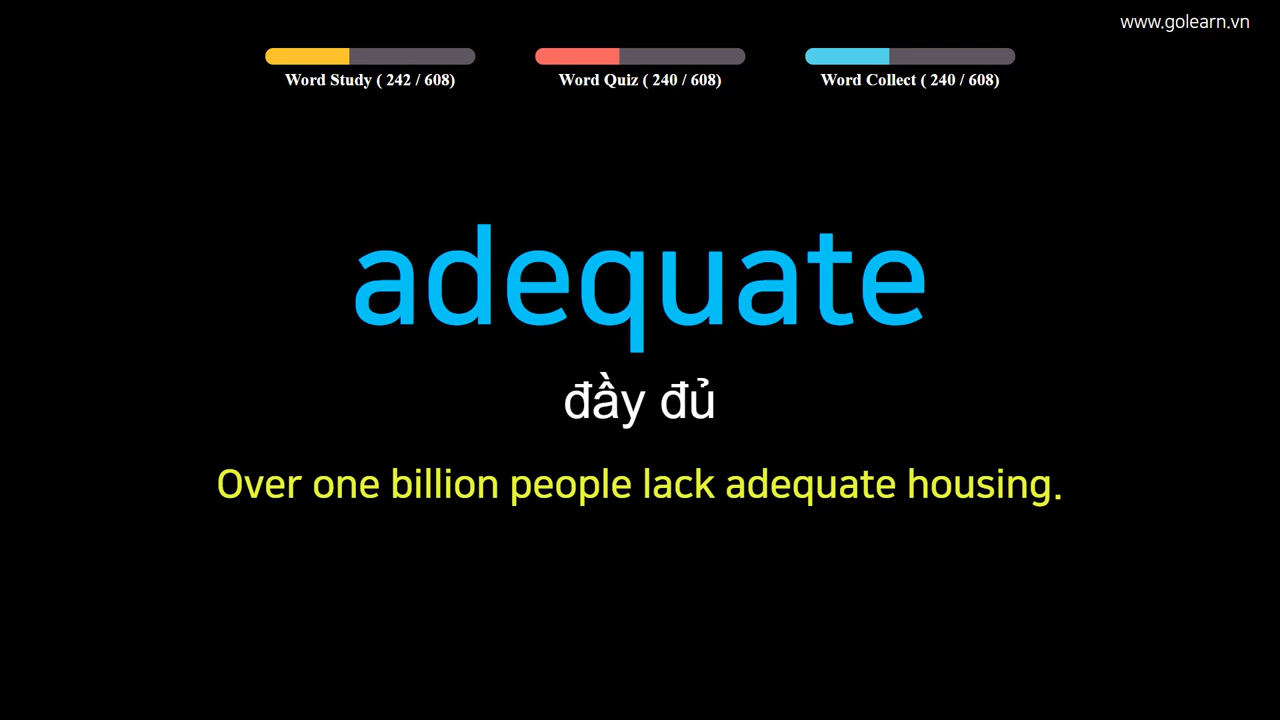 www.golearn.vn
Word Study ( 242 / 608) Word Quiz ( 240 / 608) Word Collect ( 240 / 608)
adequate
đầy đủ
Over one billion people lack adequate housing.